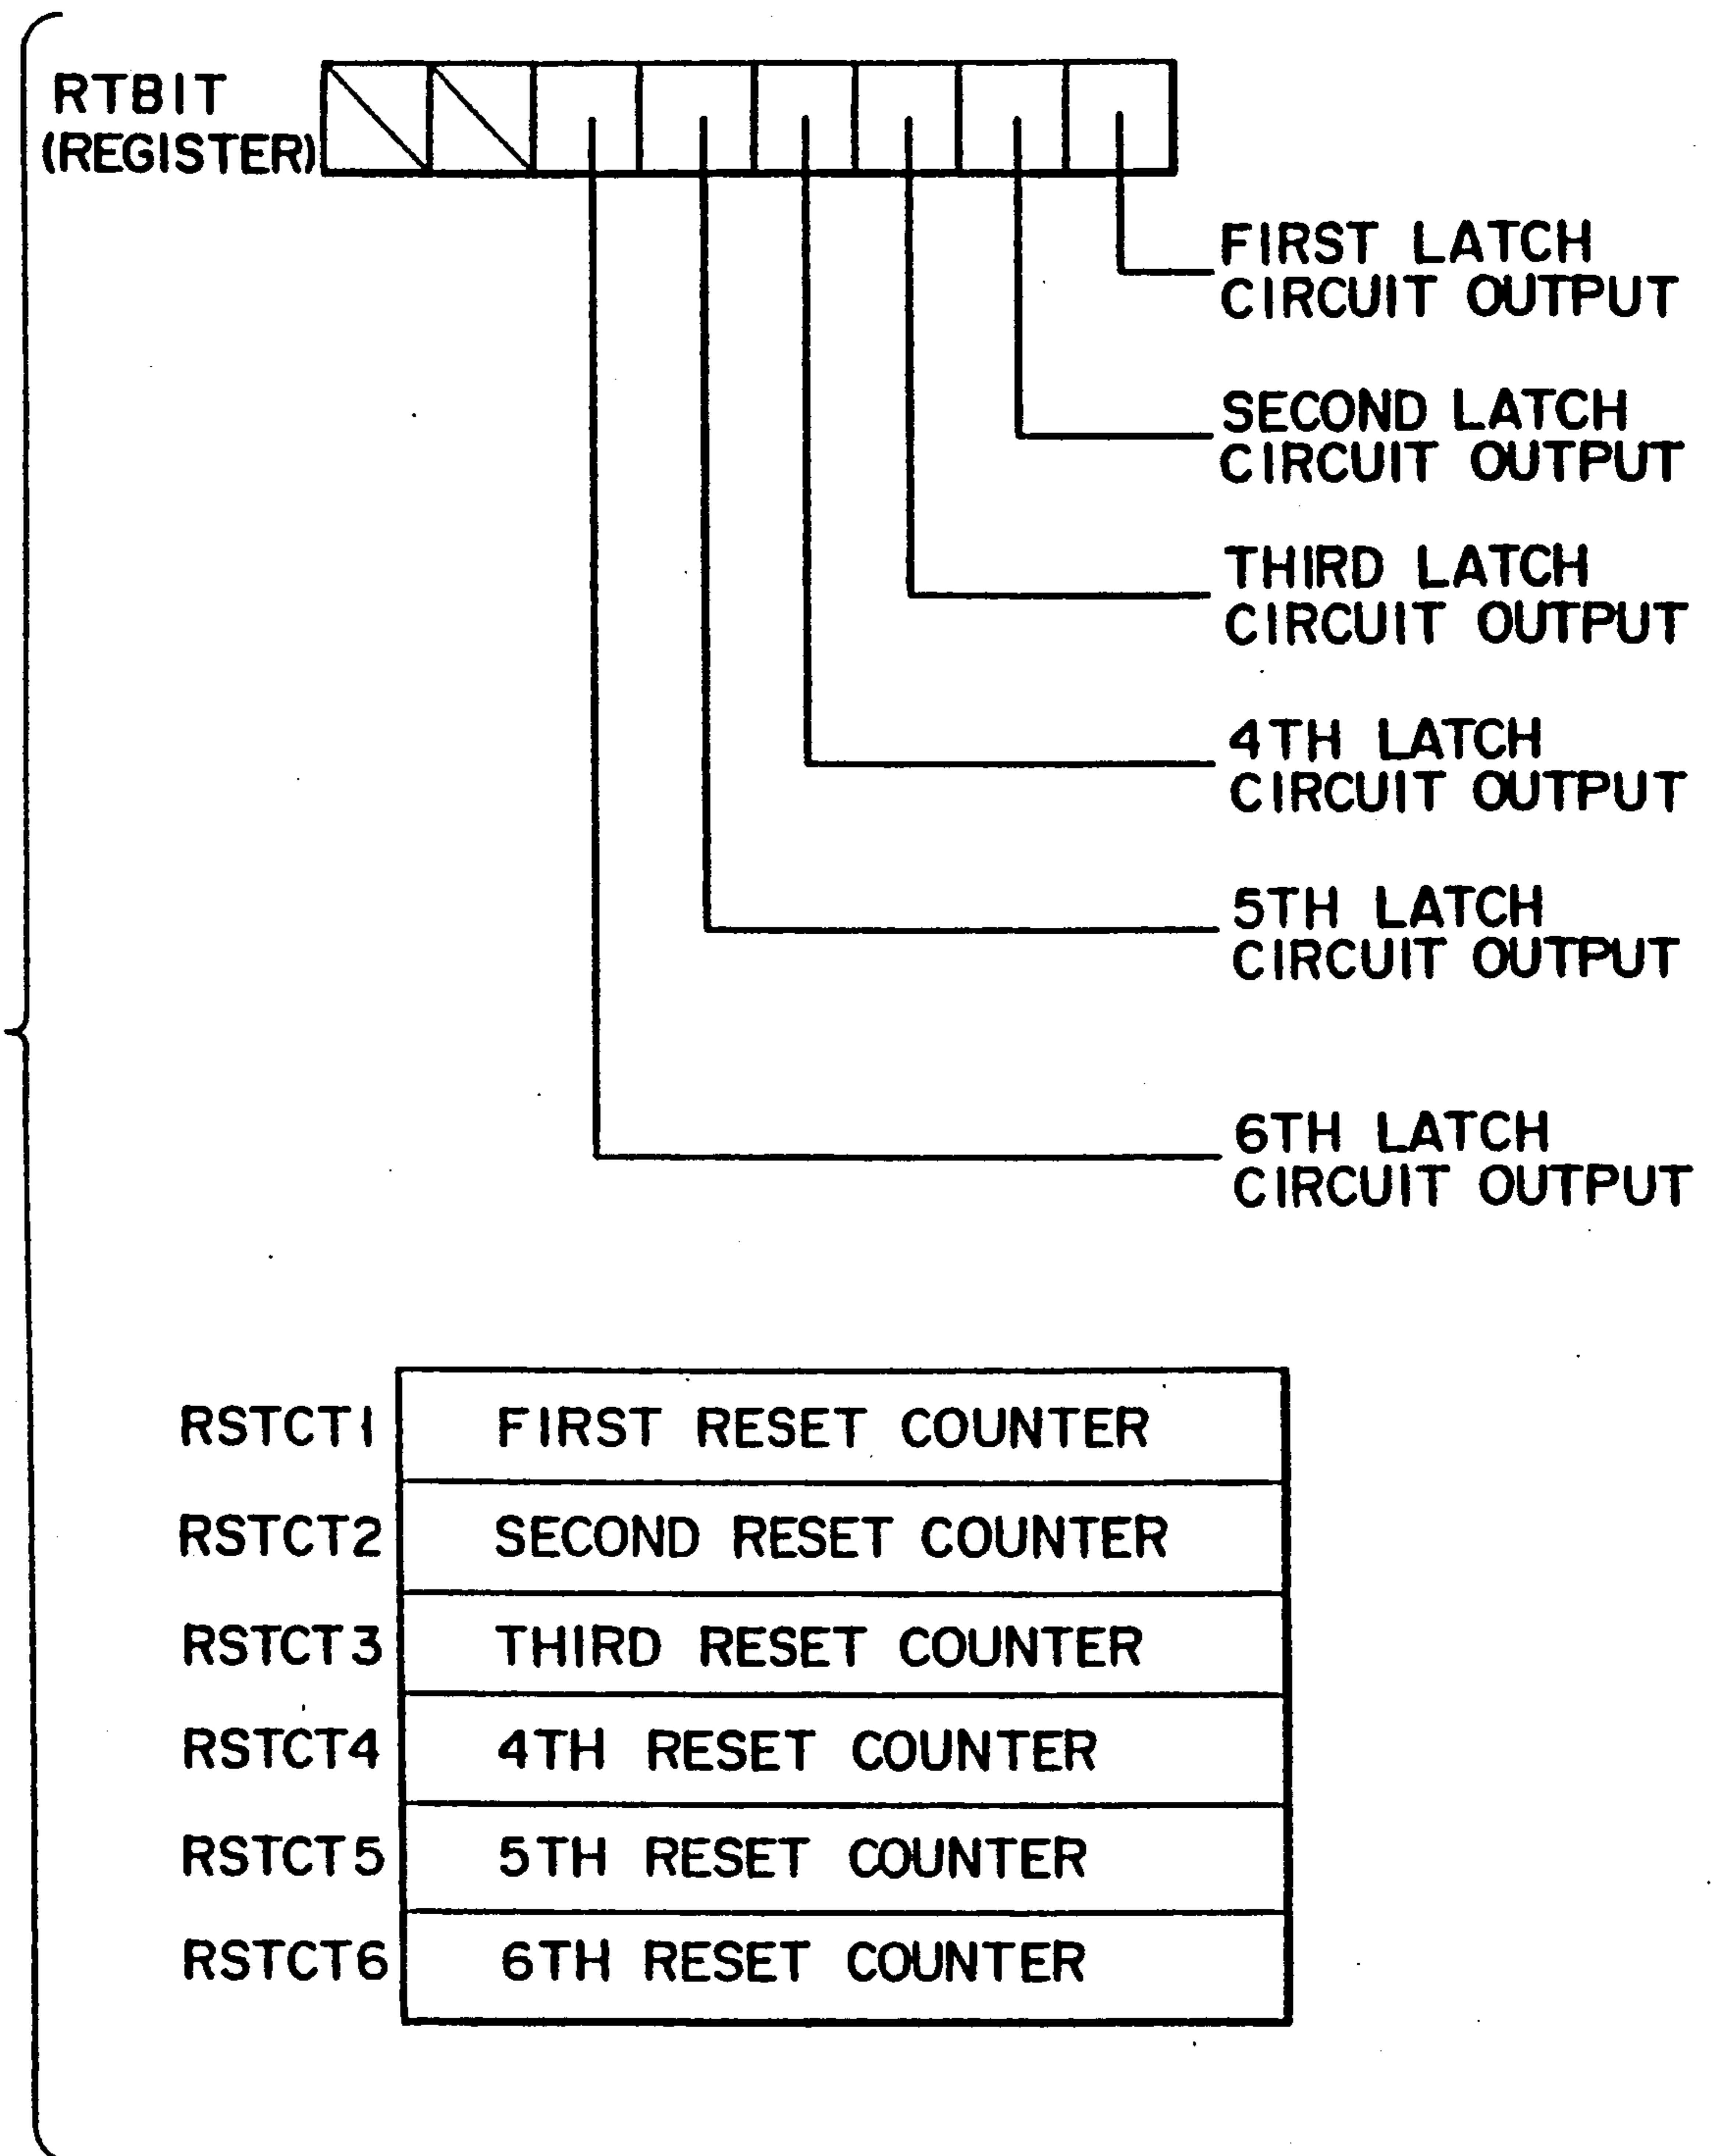 RTBIT
(REGISTER)
FIRST LATCH
CIRCUIT OUTPUT
SECOND LATCH
CIRCUIT OUTPUT
THIRD LATCH
CIRCUIT OUTPUT
4TH LATCH
CIRCUIT OUTPUT
5TH LATCH
CIRCUIT OUTPUT
6TH LATCH
CIRCUIT OUTPUT
RSTCT1 FIRST RESET COUNTER
RSTCT2 SECOND RESET COUNTER
RSTCT3 THIRD RESET COUNTER
RSTCT4 4TH RESET COUNTER
RSTCT5 5TH RESET COUNTER
RSTCT6 6TH RESET COUNTER